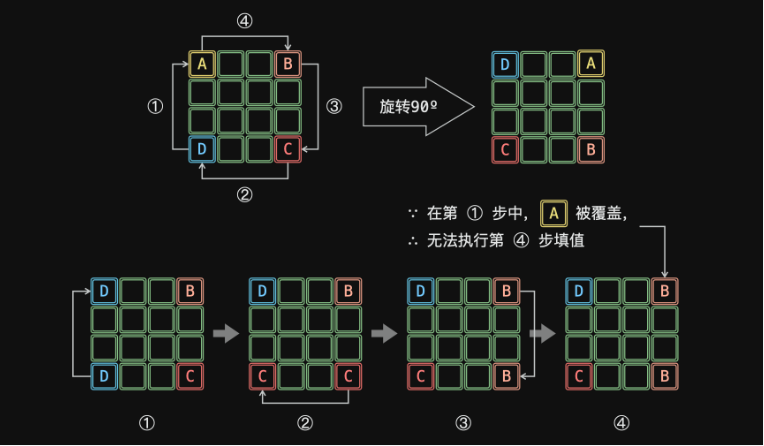 ④
A B
D A
① ③
旋转90º
D C
C B
②
∵ 在第 ① 步中, A 被覆盖,
∴ 无法执行第 ④ 步填值
D B
D B
D B
D B
D C
C C
C B
C B
① ② ③ ④